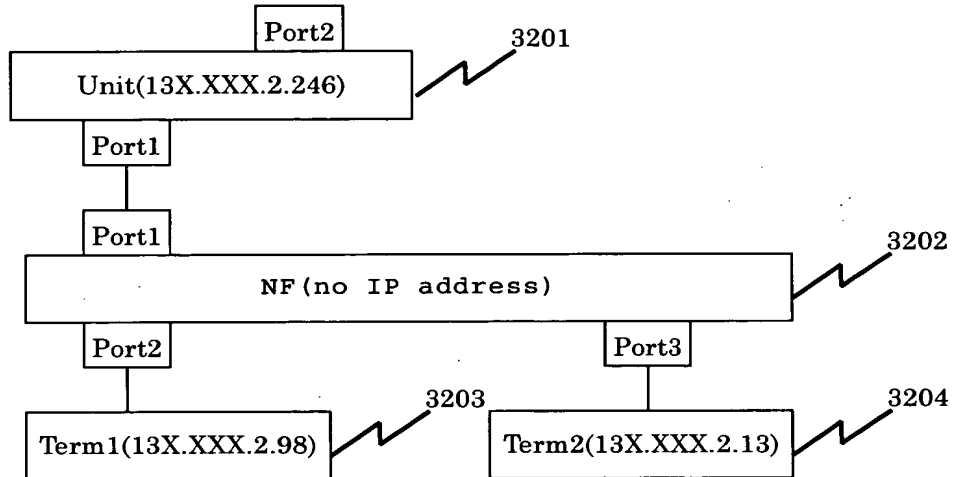 Port2
3201
Unit(13X.XXX.2.246)
Port1
Port1
3202
NF(no IP address)
Port2
Port3
3203
3204
Term1(13X.XXX.2.98)
Term2(13X.XXX.2.13)